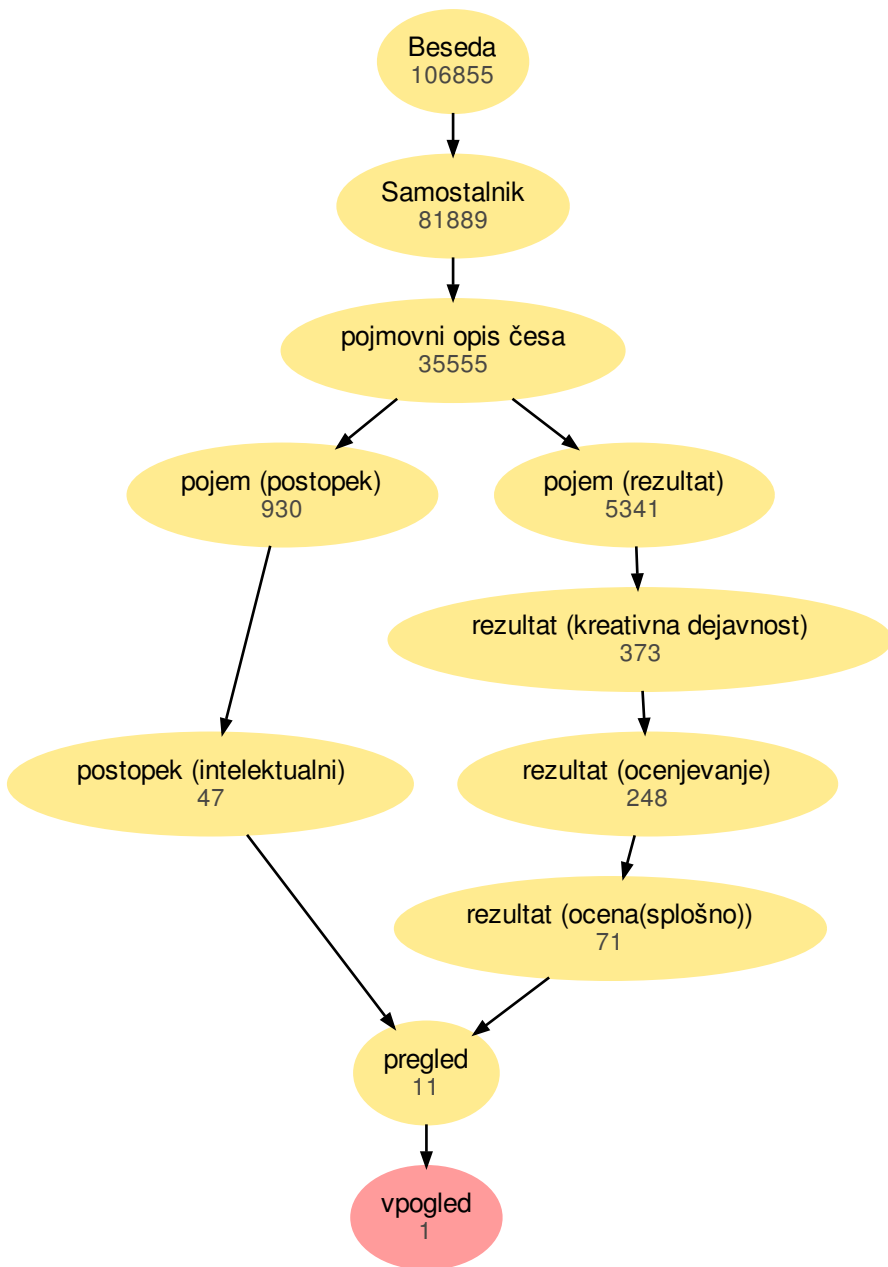 Beseda
106855
Samostalnik
81889
pojmovni opis česa
35555
pojem (postopek)
930
pojem (rezultat)
5341
rezultat (kreativna dejavnost)
373
postopek (intelektualni)
47
rezultat (ocenjevanje)
248
rezultat (ocena(splošno))
71
pregled
11
vpogled
1